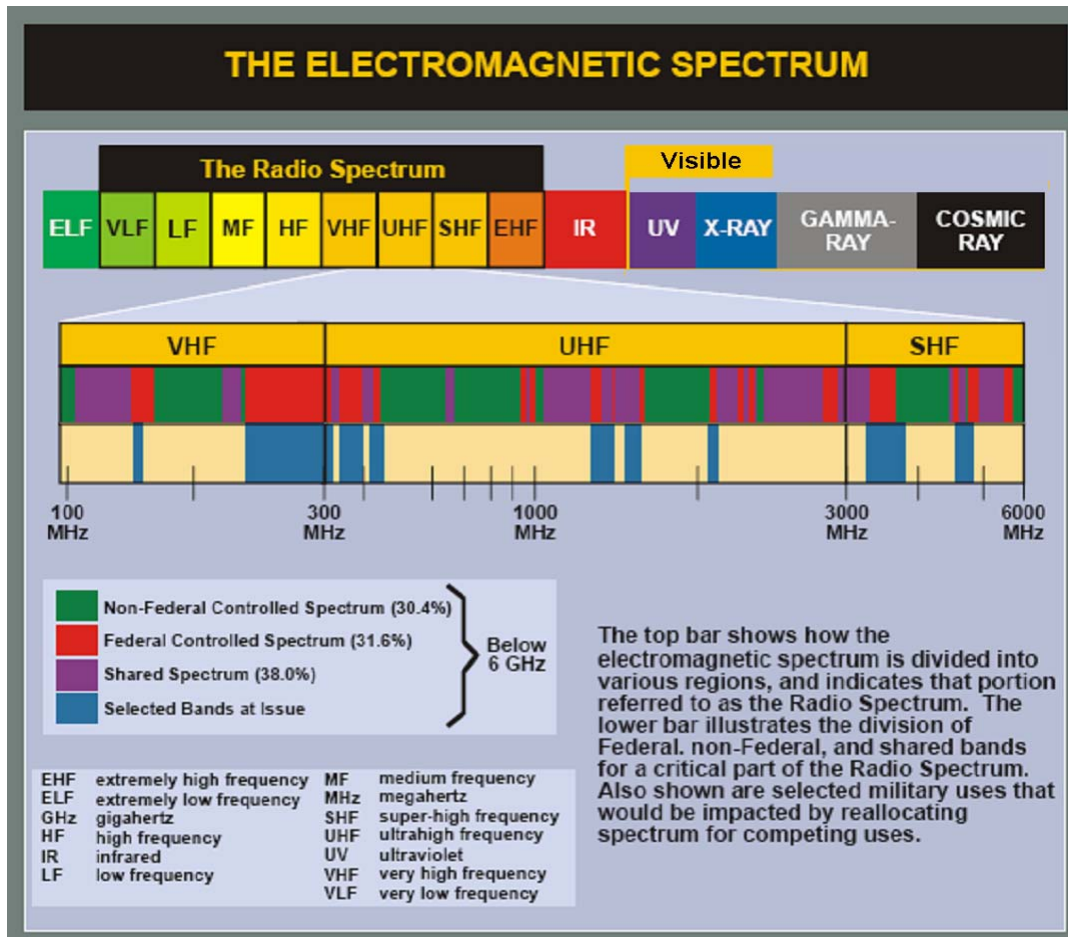 THE ELECTROMAGNETIC SPECTRUM
The Radio Spectrum
Visible
ELF VLF LF MF HF VHF UHF SHF EHF IR UV X-RAY GAMMA-RAY COSMIC RAY
VHF UHF SHF
100 MHz 300 MHz 1000 MHz 3000 MHz 6000 MHz
Non-Federal Controlled Spectrum (30.4%)
Federal Controlled Spectrum (31.6%)
Shared Spectrum (38.0%)
Selected Bands at Issue
Below
6 GHz
The top bar shows how the
electromagnetic spectrum is divided into
various regions, and indicates that portion
referred to as the Radio Spectrum. The
lower bar illustrates the division of
Federal. non-Federal, and shared bands
for a critical part of the Radio Spectrum.
Also shown are selected military uses that
would be impacted by reallocating
spectrum for competing uses.
EHF extremely high frequency
ELF extremely low frequency
GHz gigahertz
HF high frequency
IR infrared
LF low frequency
MF medium frequency
MHz megahertz
SHF super-high frequency
UHF ultrahigh frequency
UV ultraviolet
VHF very high frequency
VLF very low frequency